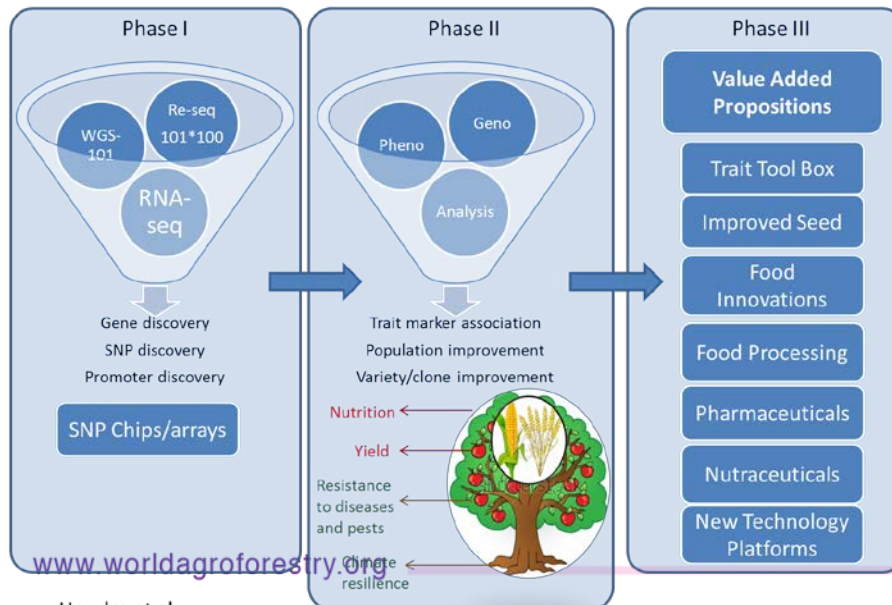 Phase I
Re-seq
101*100
WGS-
101
RNA-
seq
Gene discovery
SNP discovery
Promoter discovery
SNP Chips/arrays
Phase II
Geno
Pheno
Analysis
Trait marker association
Population improvement
Variety/clone improvement
Nutrition
Yield
Resistance
to diseases
and pests
Climate
resillence
Phase III
Value Added
Propositions
Trait Tool Box
Improved Seed
Food
Innovations
Food Processing
Pharmaceuticals
Nutraceuticals
New Technology
Platforms
www.worldagroforestry.org